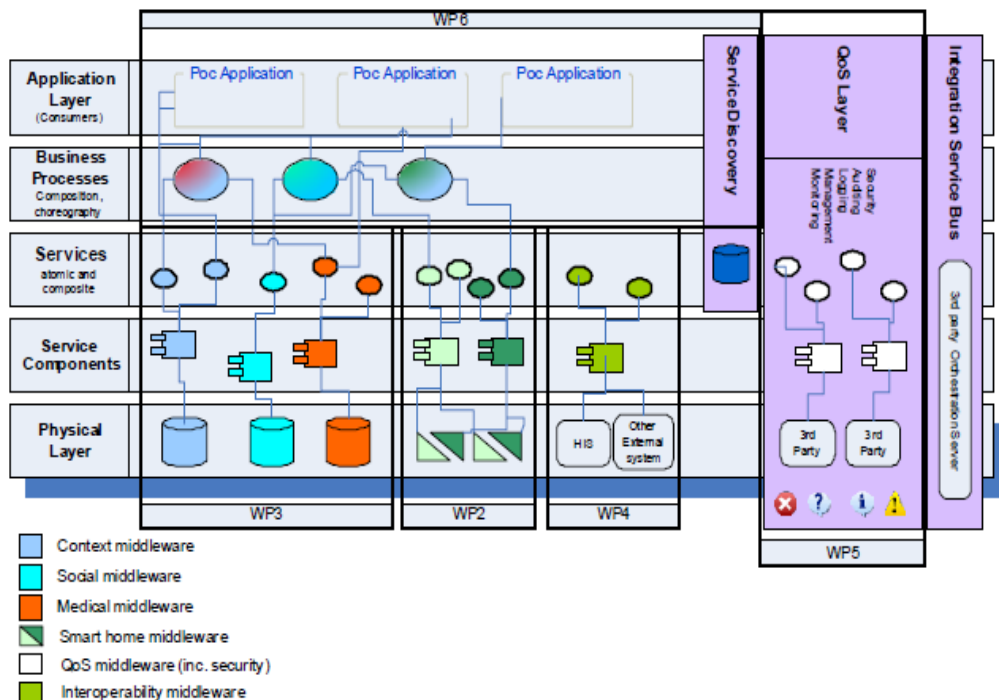 WP6
Application
Layer
(Consumers)
Poc Application
Poc Application
Poc Application
ServiceDiscovery
QoS Layer
Integration Service Bus
Business
Processes
Composition,
choreography
Security
Auditing
Logping
Management
Monitoring
Services
atomic and
composite
3rd party Orchestration Server
Service
Components
Physical
Layer
HIS
Other
External
system
3rd
Party
3rd
Party
WP3
WP2
WP4
WP5
Context middleware
Social middleware
Medical middleware
Smart home middleware
QoS middleware (inc. security)
Interoperability middleware